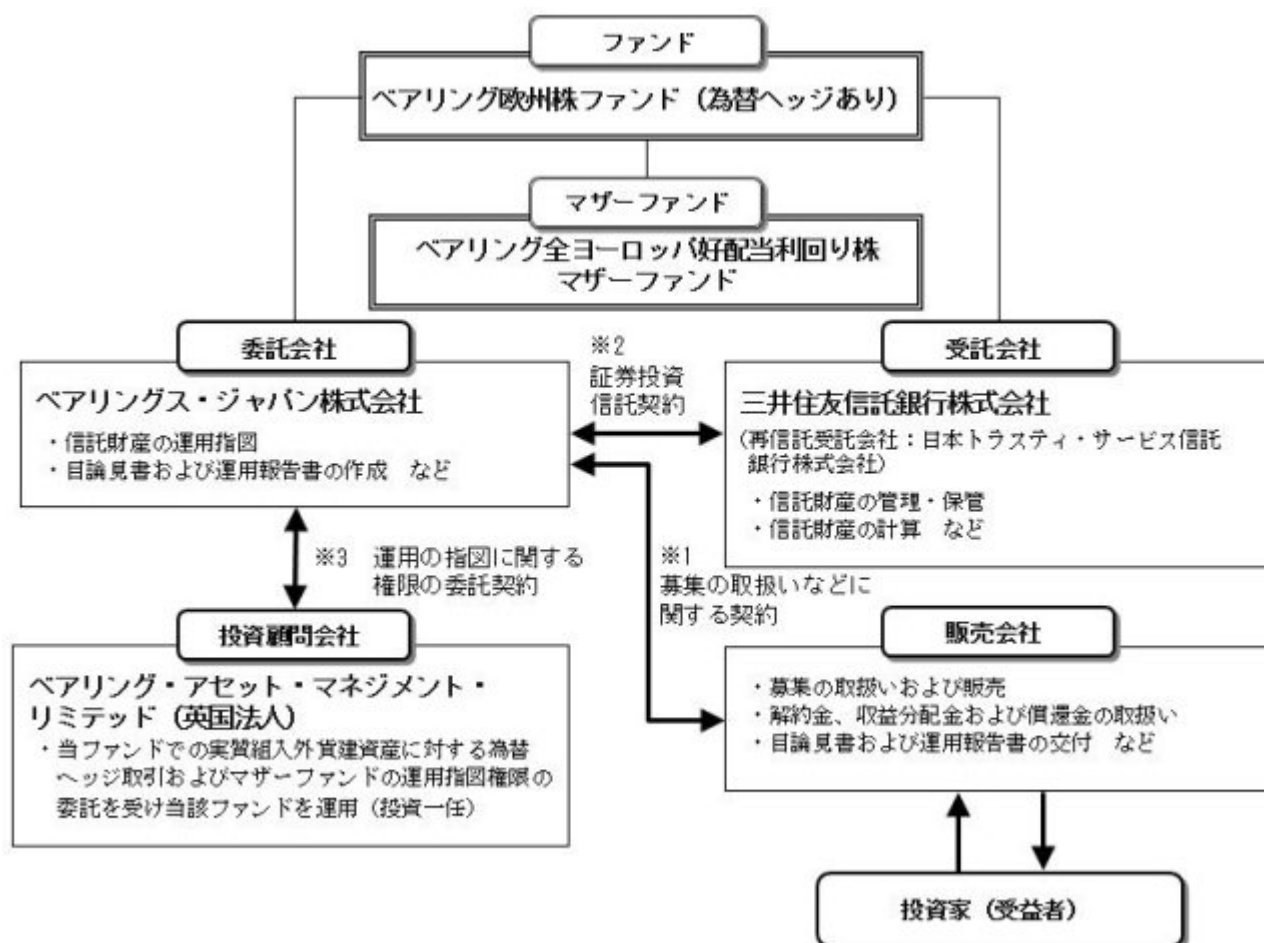 ファンド
ベアリング欧州株ファンド（為替ヘッジあり）
マザーファンド
ベアリング全ヨーロッパ好配当利回り株
マザーファンド
委託会社
ベアリングス・ジャパン株式会社
・信託財産の運用指図
・目論見書および運用報告書の作成　など
※2
証券投資
信託契約
受託会社
三井住友信託銀行株式会社
（再信託受託会社：日本トラスティ・サービス信託
銀行株式会社）
・信託財産の管理・保管
・信託財産の計算　など
※3　運用の指図に関する
権限の委託契約
※1
募集の取扱いなどに
関する契約
投資顧問会社
ベアリング・アセット・マネジメント・
リミテッド（英国法人）
・当ファンドでの実質組入外貨建資産に対する為替
ヘッジ取引およびマザーファンドの運用指図権限の
委託を受け当該ファンドを運用（投資一任）
販売会社
・募集の取扱いおよび販売
・解約金、収益分配金および償還金の取扱い
・目論見書および運用報告書の交付　など
投資家（受益者）